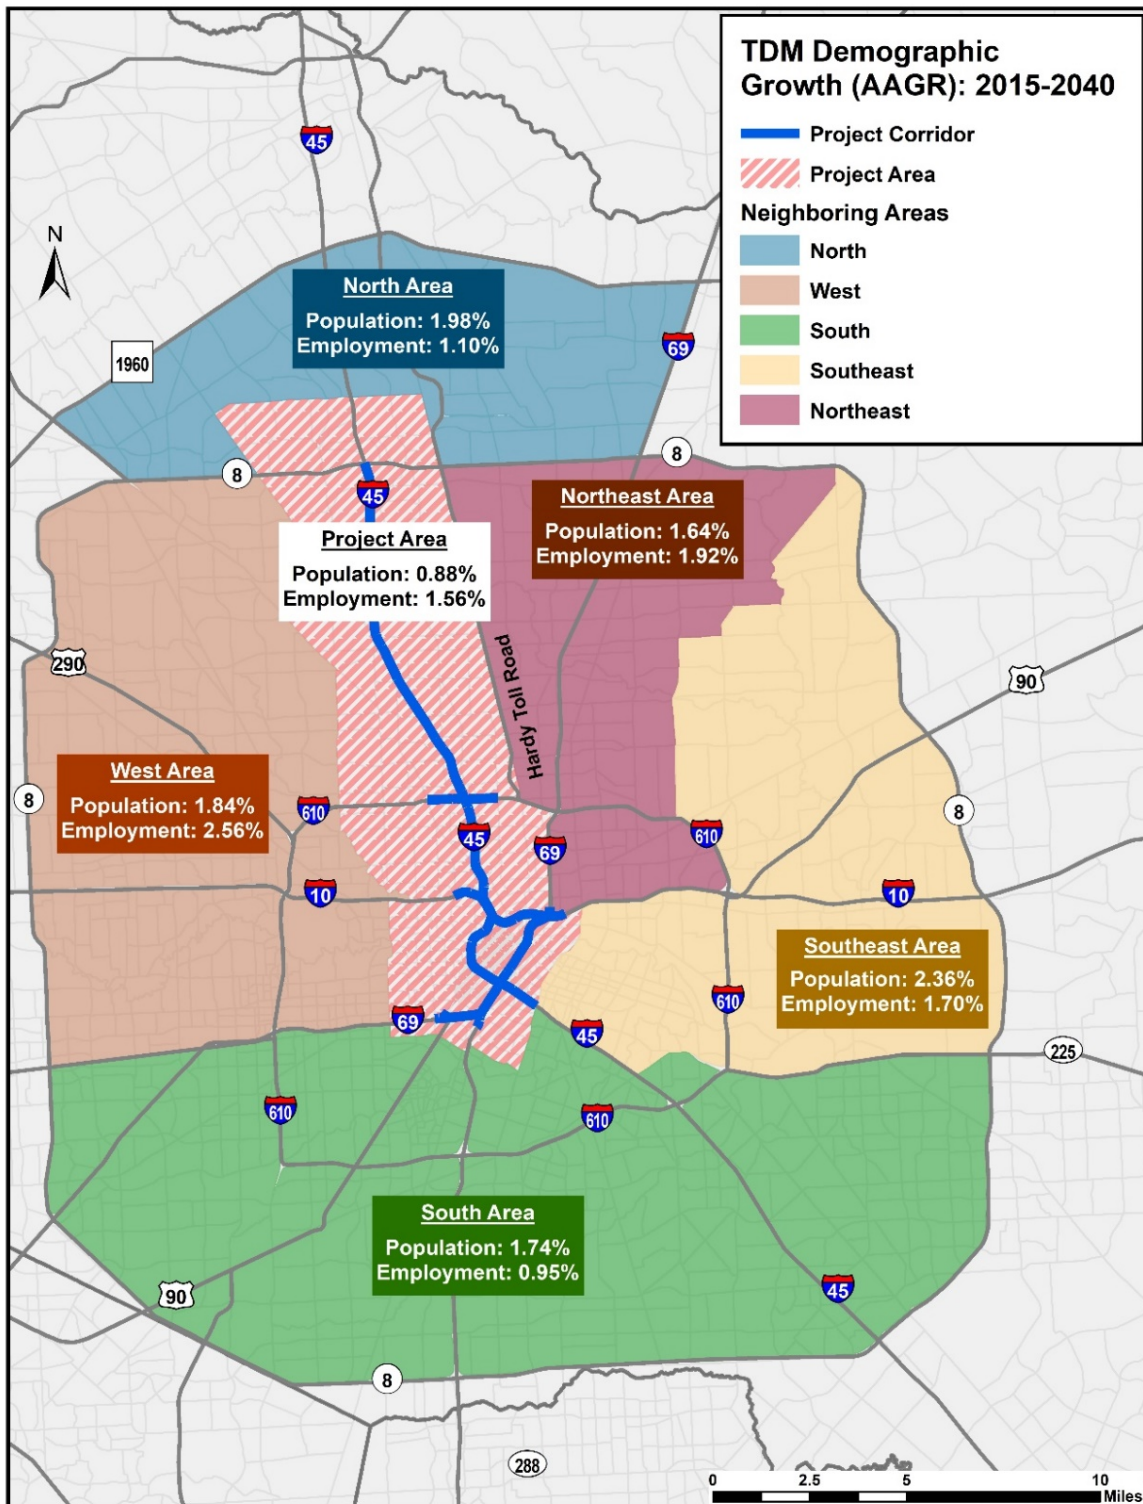 TDM Demographic
Growth (AAGR): 2015-2040
Project Corridor
Project Area
Neighboring Areas
North
West
South
Southeast
Northeast
45
N
North Area
Population: 1.98%
Employment: 1.10%
1960
69
8
8
45
Northeast Area
Population: 1.64%
Employment: 1.92%
Project Area
Population: 0.88%
Employment: 1.56%
Hardy Toll Road
290
90
West Area
Population: 1.84%
Employment: 2.56%
8
610
45
69
610
8
10
10
Southeast Area
Population: 2.36%
Employment: 1.70%
610
69
45
225
610
610
South Area
Population: 1.74%
Employment: 0.95%
90
45
8
288
0 2.5 5 10
Miles